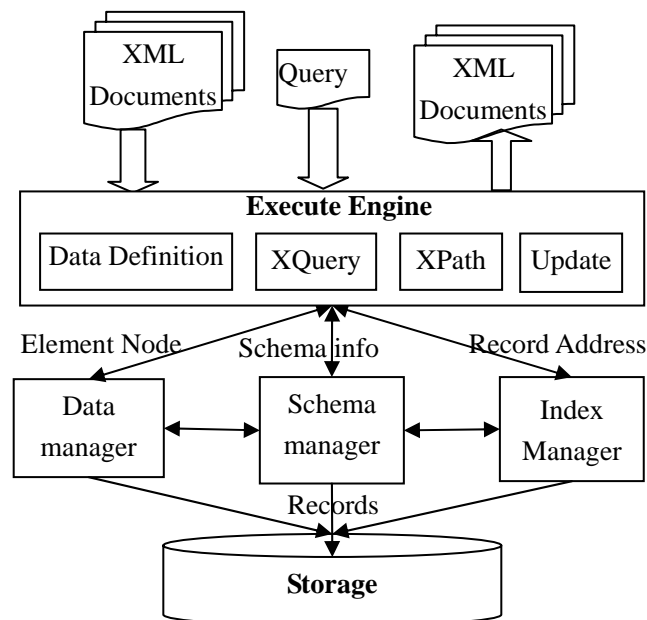 XML
Documents
Query
XML
Documents
Execute Engine
Data Definition
XQuery
XPath
Update
Element Node
Schema info
Record Address
Data
manager
Schema
manager
Index
Manager
Records
Storage